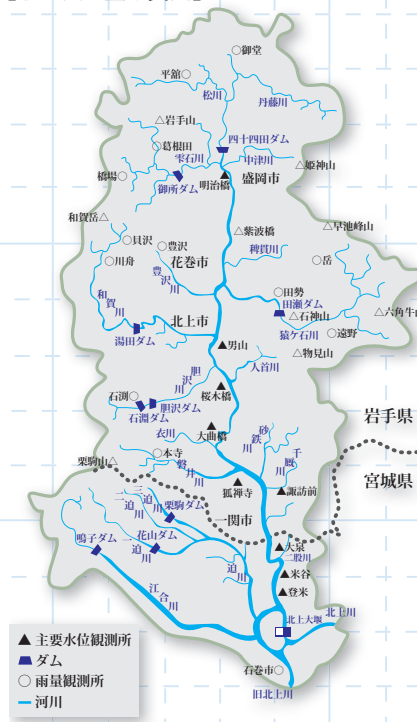 御堂
平舘
松川
丹藤川
岩手山
四十四田ダム
葛根田
雫石川
中津川
姫神山
橋場
御所ダム
明治橋
盛岡市
和賀岳
紫波橋
早池峰山
貝沢
豊沢
稗貫川
川舟
花巻市
岳
豊沢川
田勢
和賀川
田瀬ダム
六角牛山
北上市
石神山
湯田ダム
猿ケ石川
遠野
男山
物見山
胆沢川
人首川
石渕
桜木橋
石淵ダム
胆沢ダム
砂鉄川
岩手県
衣川
大曲橋
千厩川
栗駒山
本寺
磐井川
宮城県
狐禅寺
諏訪前
三迫川
二迫川
栗駒ダム
一関市
鳴子ダム
花山ダム
一迫川
大泉
二股川
迫川
米谷
江合川
登米
北上川
北上大堰
石巻市
旧北上川
主要水位観測所
ダム
雨量観測所
河川